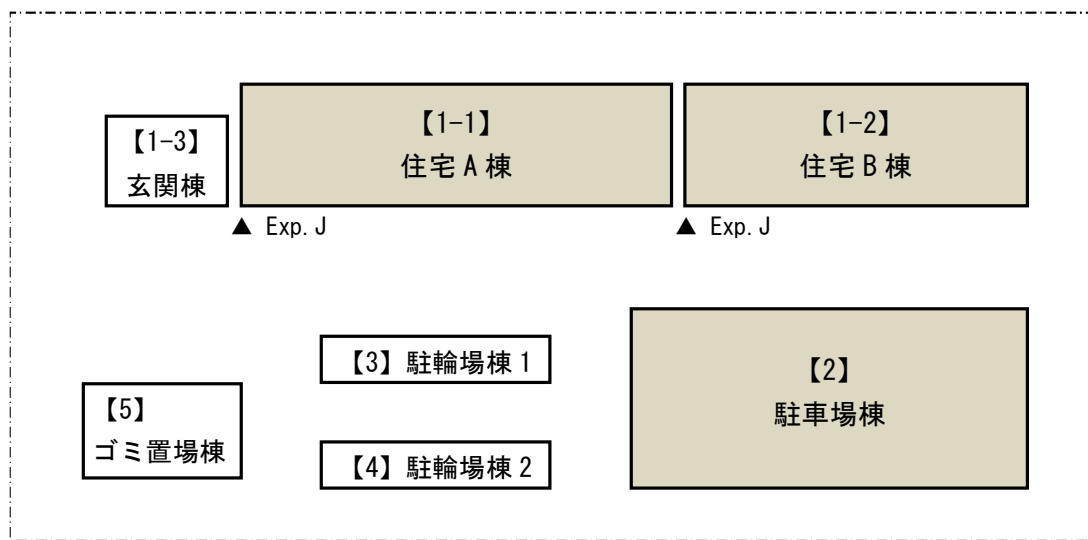 【1-1】
住宅A棟
【1-2】
住宅B棟
【1-3】
玄関棟
▲ Exp.J
▲ Exp.J
【3】駐輪場棟1
【2】
駐車場棟
【5】
ゴミ置場棟
【4】駐輪場棟2